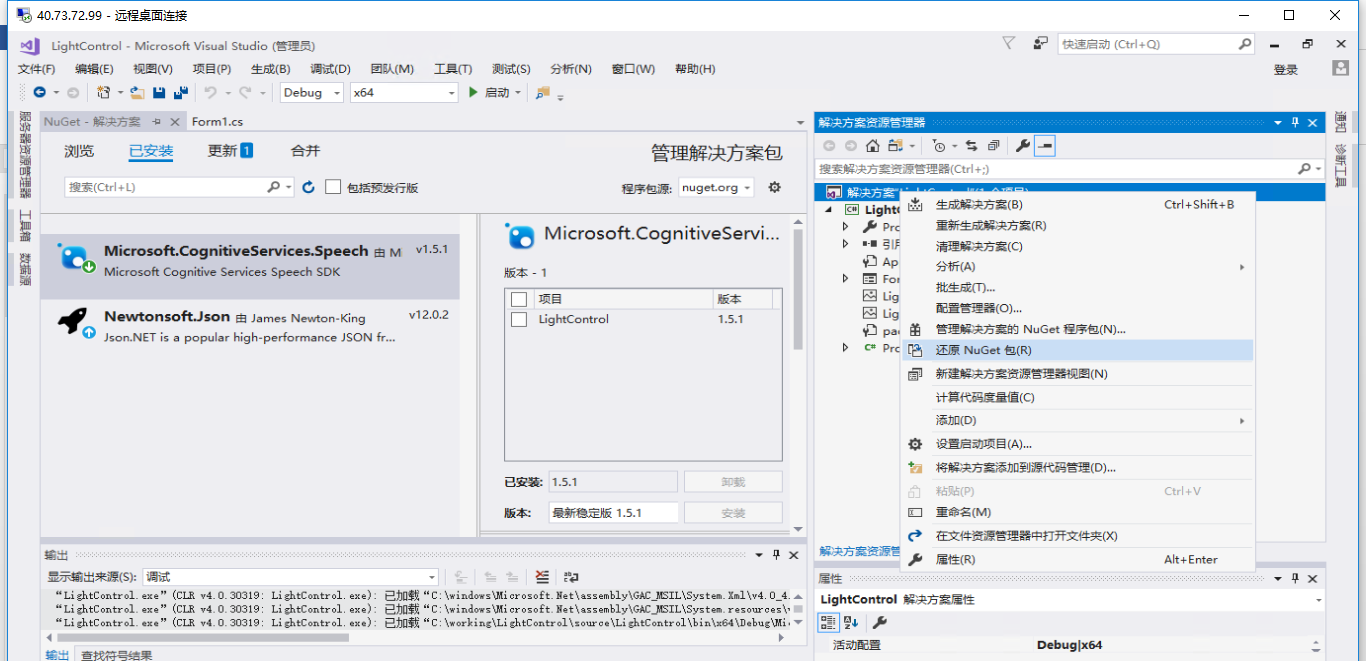 40.73.72.99 - 远程桌面连接
LightControl - Microsoft Visual Studio (管理员)
快速启动 (Ctrl+Q)
文件(F) 编辑(E) 视图(V) 项目(P) 生成(B) 调试(D) 团队(M) 工具(T) 测试(S) 分析(N) 窗口(W) 帮助(H)
登录
Debug x64 启动
服务器资源管理器
工具箱
数据源
NuGet - 解决方案 Form1.cs
浏览 已安装 更新 1 合并
管理解决方案包
搜索(Ctrl+L) 包括预发行版
程序包源: nuget.org
Microsoft.CognitiveServices.Speech 由 M v1.5.1
Microsoft Cognitive Services Speech SDK
Newtonsoft.Json 由 James Newton-King v12.0.2
Json.NET is a popular high-performance JSON fr...
Microsoft.CognitiveServi...
版本 - 1
项目 版本
LightControl 1.5.1
已安装: 1.5.1 卸载
版本: 最新稳定版 1.5.1 安装
输出
显示输出来源(S): 调试
“LightControl.exe”(CLR v4.0.30319: LightControl.exe): 已加载“C:\windows\Microsoft.Net\assembly\GAC_MSIL\System.Xml\v4.0_4.
“LightControl.exe”(CLR v4.0.30319: LightControl.exe): 已加载“C:\windows\Microsoft.Net\assembly\GAC_MSIL\System.resources\v
“LightControl.exe”(CLR v4.0.30319: LightControl.exe): 已加载“C:\working\LightControl\source\LightControl\bin\x64\Debug\Mi
输出 查找符号结果
解决方案资源管理器
搜索解决方案资源管理器(Ctrl+;)
解决方案
C# Light
Pro
引用
Ap
For
Lig
Lig
pac
C# Pro
生成解决方案(B) Ctrl+Shift+B
重新生成解决方案(R)
清理解决方案(C)
分析(A)
批生成(T)...
配置管理器(O)...
管理解决方案的 NuGet 程序包(N)...
还原 NuGet 包(R)
新建解决方案资源管理器视图(N)
计算代码度量值(C)
添加(D)
设置启动项目(A)...
将解决方案添加到源代码管理(D)...
粘贴(P) Ctrl+V
重命名(M)
在文件资源管理器中打开文件夹(X)
属性(R) Alt+Enter
解决方案资源管
属性
LightControl 解决方案属性
活动配置 Debug|x64
通知
诊断工具